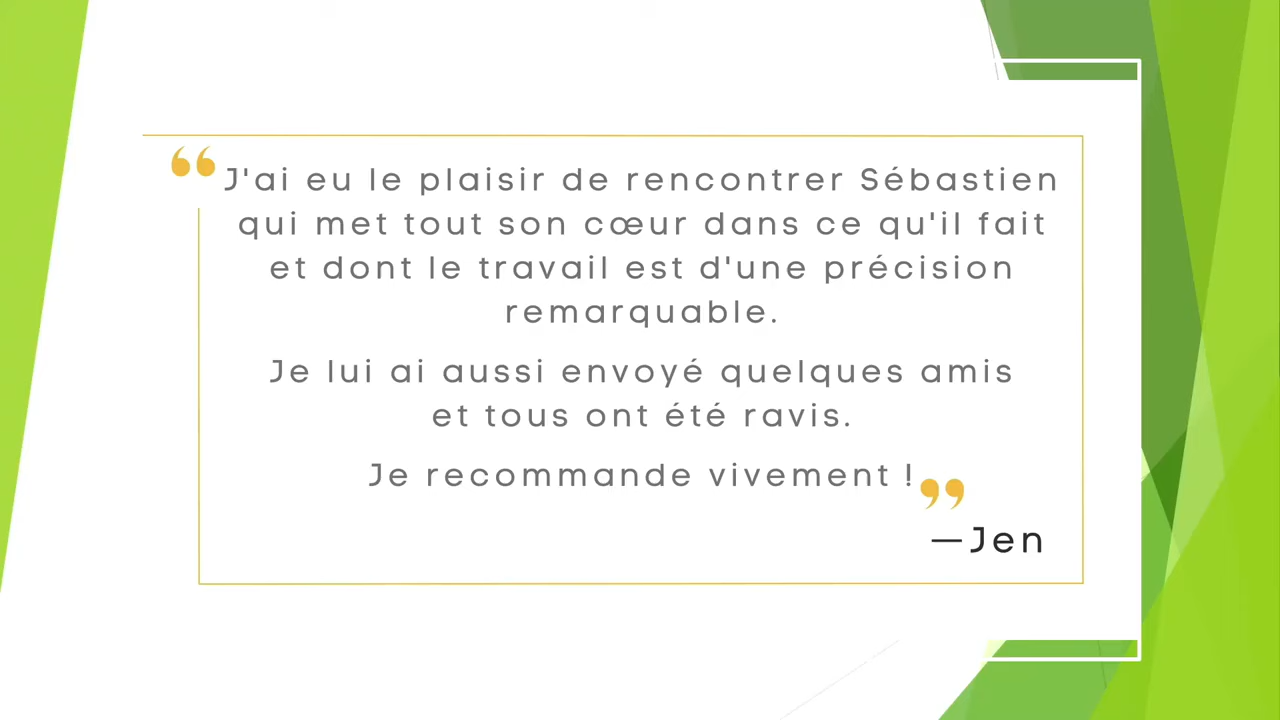 “J'ai eu le plaisir de rencontrer Sébastien
qui met tout son cœur dans ce qu'il fait
et dont le travail est d'une précision
remarquable.
Je lui ai aussi envoyé quelques amis
et tous ont été ravis.
Je recommande vivement !”
—Jen